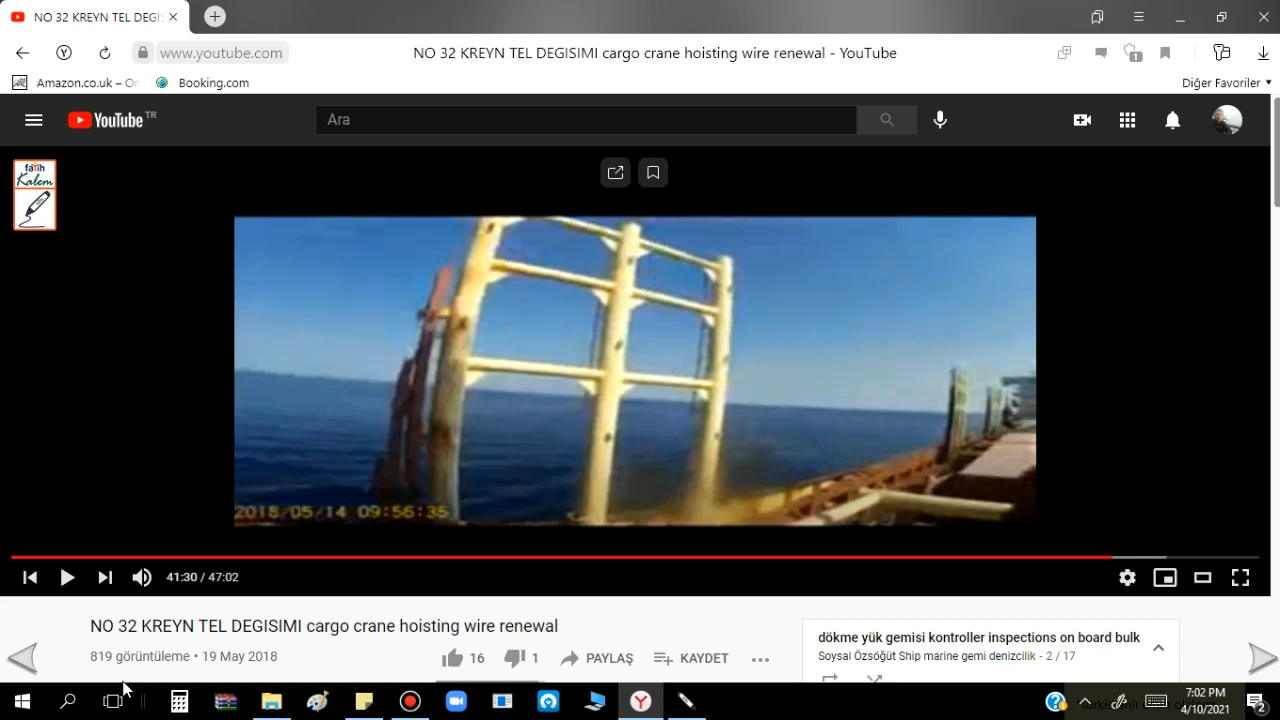 NO 32 KREYN TEL DEGIS
www.youtube.com
NO 32 KREYN TEL DEGISIMI cargo crane hoisting wire renewal - YouTube
1
Amazon.co.uk – O
Booking.com
Diğer Favoriler
YouTube TR
Ara
fatih
Kalem
2018/05/14 09:56:35
41:30 / 47:02
NO 32 KREYN TEL DEGISIMI cargo crane hoisting wire renewal
819 görüntüleme • 19 May 2018
16
1
PAYLAŞ
KAYDET
dökme yük gemisi kontroller inspections on board bulk
Soysal Özsöğüt Ship marine gemi denizcilik - 2 / 17
7:02 PM
4/10/2021
2